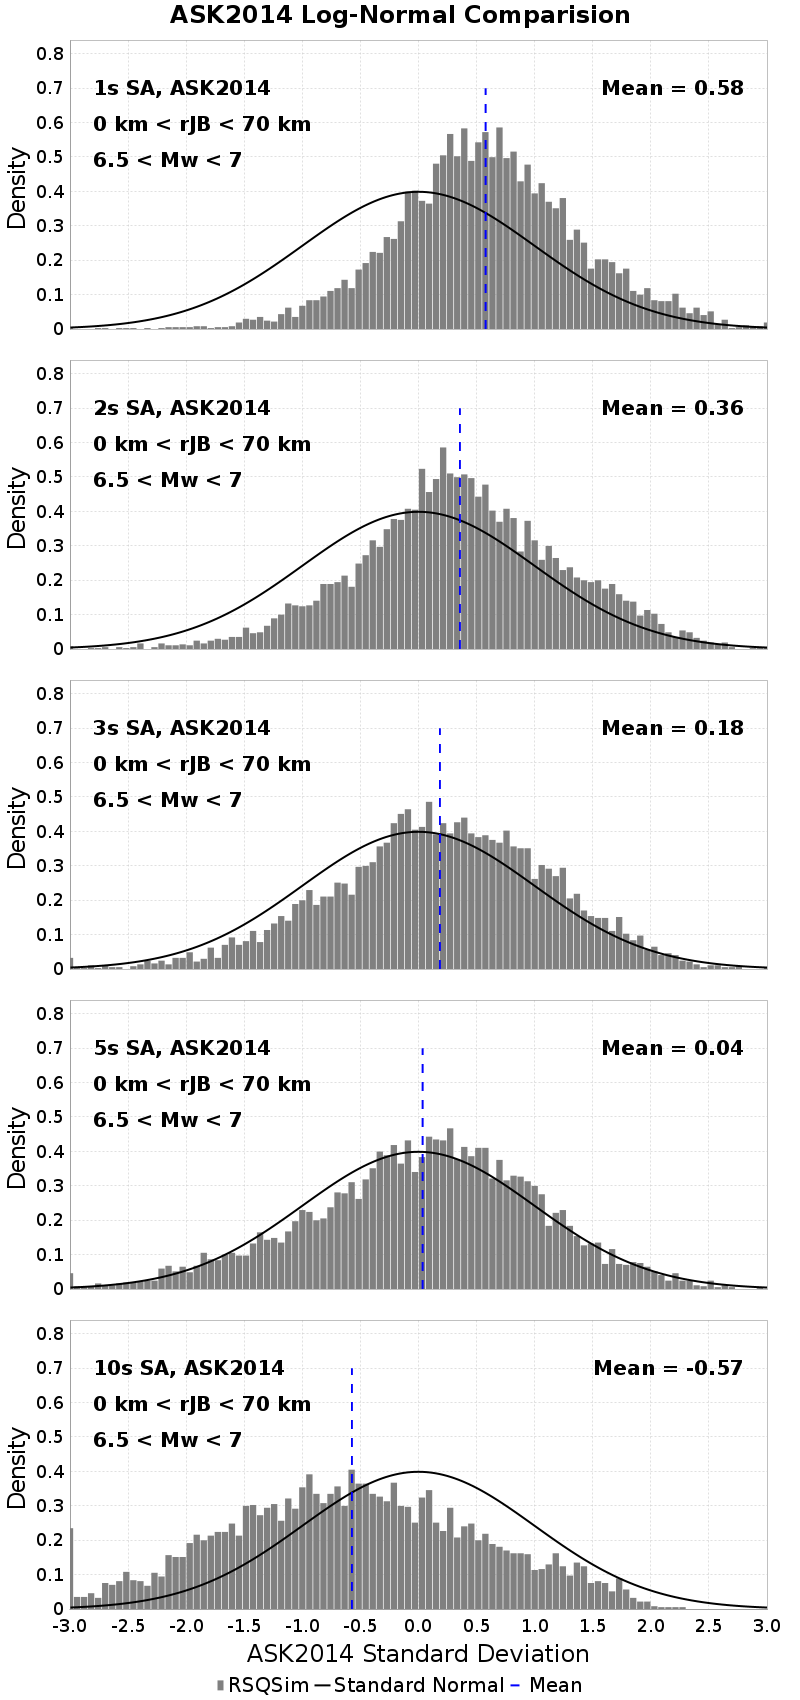 ASK2014 Log-Normal Comparision
0.8
0.7
0.6
0.5
0.4
0.3
0.2
0.1
0
Density
1s SA, ASK2014
Mean = 0.58
0 km < rJB < 70 km
6.5 < Mw < 7
0.8
0.7
0.6
0.5
0.4
0.3
0.2
0.1
0
Density
2s SA, ASK2014
Mean = 0.36
0 km < rJB < 70 km
6.5 < Mw < 7
0.8
0.7
0.6
0.5
0.4
0.3
0.2
0.1
0
Density
3s SA, ASK2014
Mean = 0.18
0 km < rJB < 70 km
6.5 < Mw < 7
0.8
0.7
0.6
0.5
0.4
0.3
0.2
0.1
0
Density
5s SA, ASK2014
Mean = 0.04
0 km < rJB < 70 km
6.5 < Mw < 7
0.8
0.7
0.6
0.5
0.4
0.3
0.2
0.1
0
Density
10s SA, ASK2014
Mean = -0.57
0 km < rJB < 70 km
6.5 < Mw < 7
-3.0 -2.5 -2.0 -1.5 -1.0 -0.5 0.0 0.5 1.0 1.5 2.0 2.5 3.0
ASK2014 Standard Deviation
RSQSim Standard Normal Mean